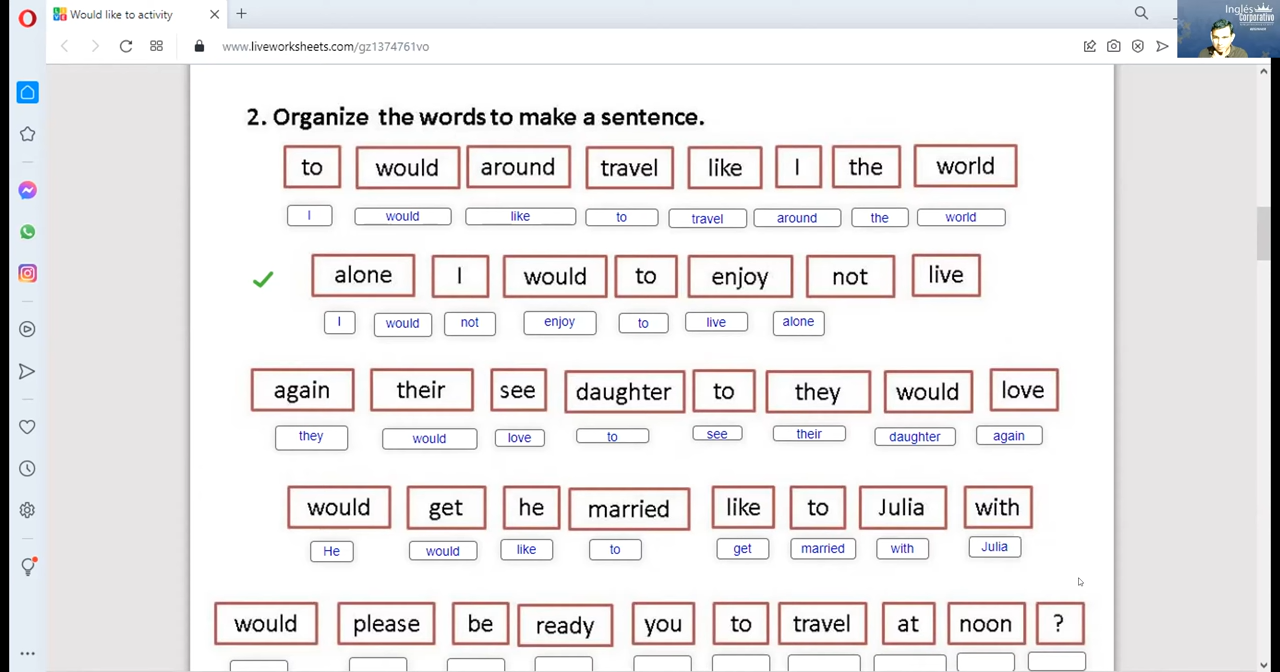 Would like to activity
www.liveworksheets.com/gz1374761vo
Inglés
Corporativo
2. Organize the words to make a sentence.
to would around travel like I the world
I would like to travel around the world
alone I would to enjoy not live
I would not enjoy to live alone
again their see daughter to they would love
they would love to see their daughter again
would get he married like to Julia with
He would like to get married with Julia
would please be ready you to travel at noon ?